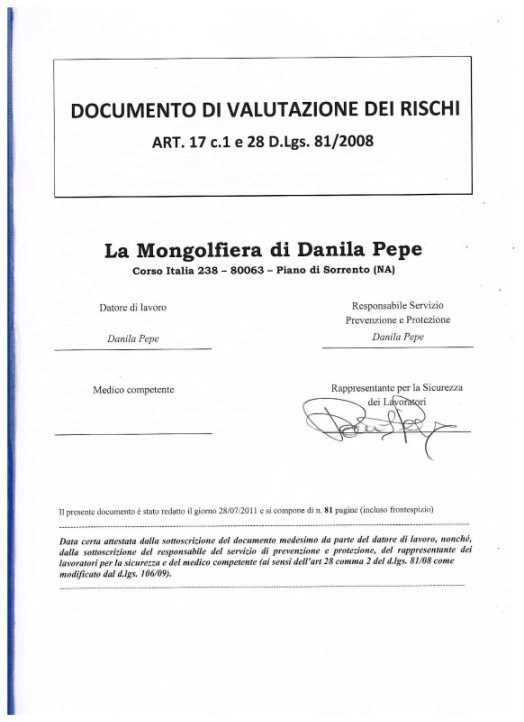 DOCUMENTO DI VALUTAZIONE DEI RISCHI
ART. 17 c.1 e 28 D.Lgs. 81/2008
La Mongolfiera di Danila Pepe
Corso Italia 238 – 80063 – Piano di Sorrento (NA)
Datore di lavoro
Danila Pepe
Responsabile Servizio
Prevenzione e Protezione
Danila Pepe
Medico competente
Rappresentante per la Sicurezza
dei Lavoratori
Il presente documento è stato redatto il giorno 28/07/2011 e si compone di n. 81 pagine (incluso frontespizio)
Data certa attestata dalla sottoscrizione del documento medesimo da parte del datore di lavoro, nonché,
dalla sottoscrizione del responsabile del servizio di prevenzione e protezione, del rappresentante dei
lavoratori per la sicurezza e del medico competente (ai sensi dell'art 28 comma 2 del d.lgs. 81/08 come
modificato dal d.lgs. 106/09).